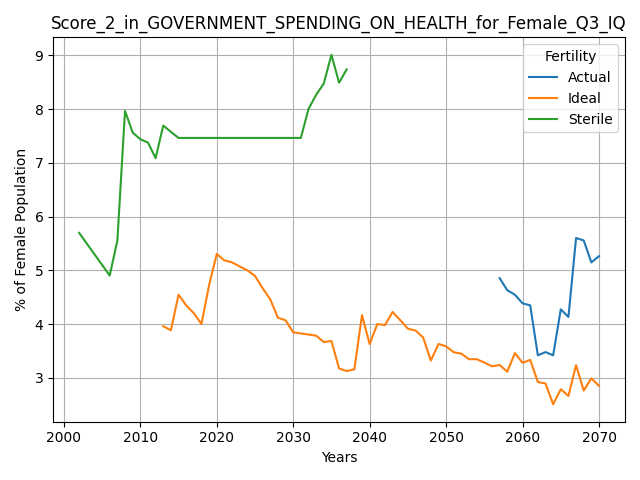 Score_2_in_GOVERNMENT_SPENDING_ON_HEALTH_for_Female_Q3_IQ
Fertility
Actual
Ideal
Sterile
% of Female Population
9
8
7
6
5
4
3
2000 2010 2020 2030 2040 2050 2060 2070
Years